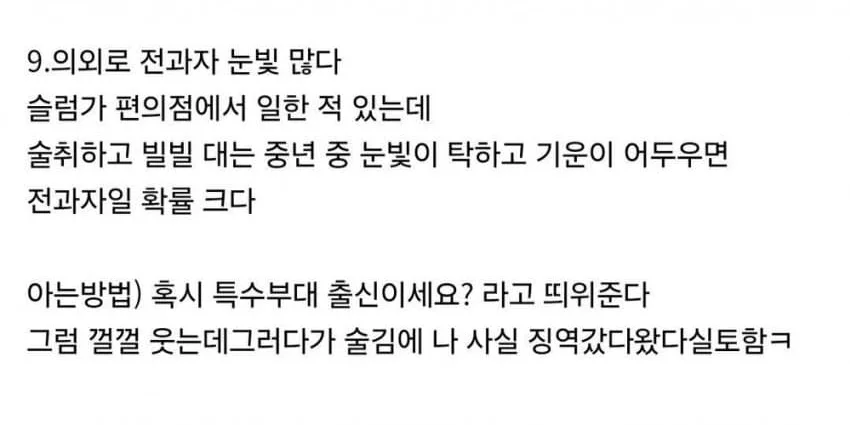 9.의외로 전과자 눈빛 많다
슬럼가 편의점에서 일한 적 있는데
술취하고 빌빌 대는 중년 중 눈빛이 탁하고 기운이 어두우면
전과자일 확률 크다
아는방법) 혹시 특수부대 출신이세요? 라고 띄위준다
그럼 껄껄 웃는데그러다가 술김에 나 사실 징역갔다왔다실토함ㅋ